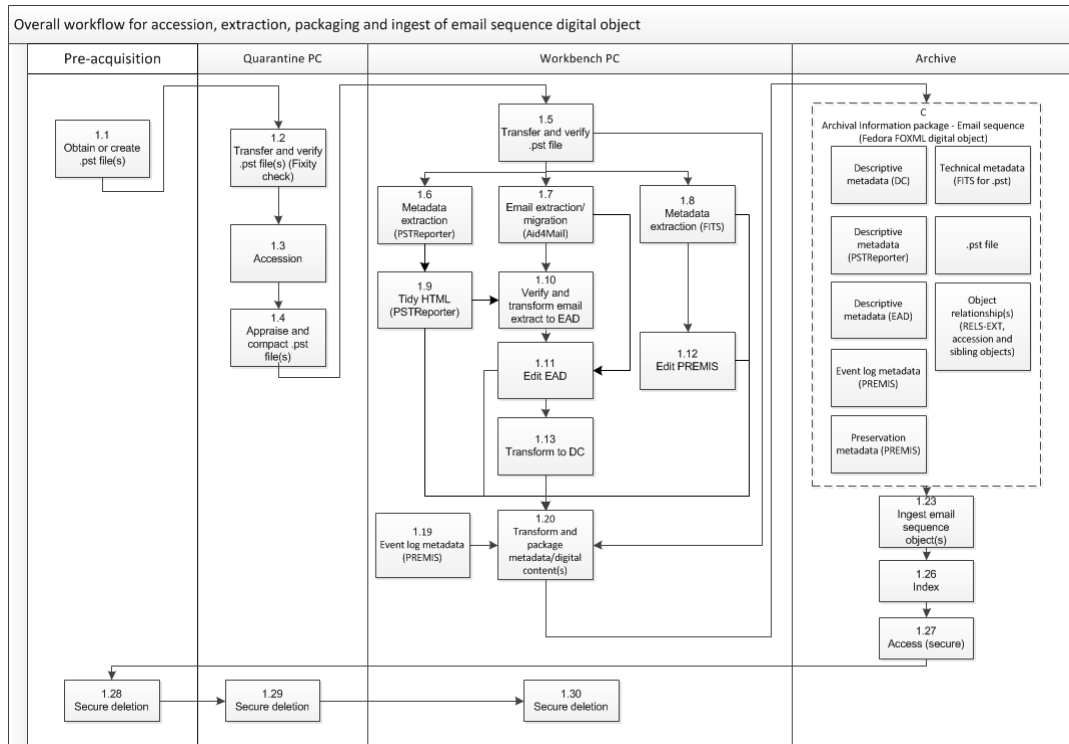 Overall workflow for accession, extraction, packaging and ingest of email sequence digital object
Pre-acquisition
Quarantine PC
Workbench PC
Archive
1.1
Obtain or create
.pst file(s)
1.2
Transfer and verify
.pst file(s) (Fixity
check)
1.3
Accession
1.4
Appraise and
compact .pst
file(s)
1.5
Transfer and verify
.pst file
1.6
Metadata
extraction
(PSTReporter)
1.7
Email extraction/
migration
(Aid4Mail)
1.8
Metadata
extraction (FITS)
1.9
Tidy HTML
(PSTReporter)
1.10
Verify and
transform email
extract to EAD
1.11
Edit EAD
1.12
Edit PREMIS
1.13
Transform to DC
1.19
Event log metadata
(PREMIS)
1.20
Transform and
package
metadata/digital
content(s)
C
Archival Information package - Email sequence
(Fedora FOXML digital object)
Descriptive
metadata (DC)
Technical metadata
(FITS for .pst)
Descriptive
metadata
(PSTReporter)
.pst file
Descriptive
metadata (EAD)
Object
relationship(s)
(RELS-EXT,
accession and
sibling objects)
Event log metadata
(PREMIS)
Preservation
metadata (PREMIS)
1.23
Ingest email
sequence
object(s)
1.26
Index
1.27
Access (secure)
1.28
Secure deletion
1.29
Secure deletion
1.30
Secure deletion